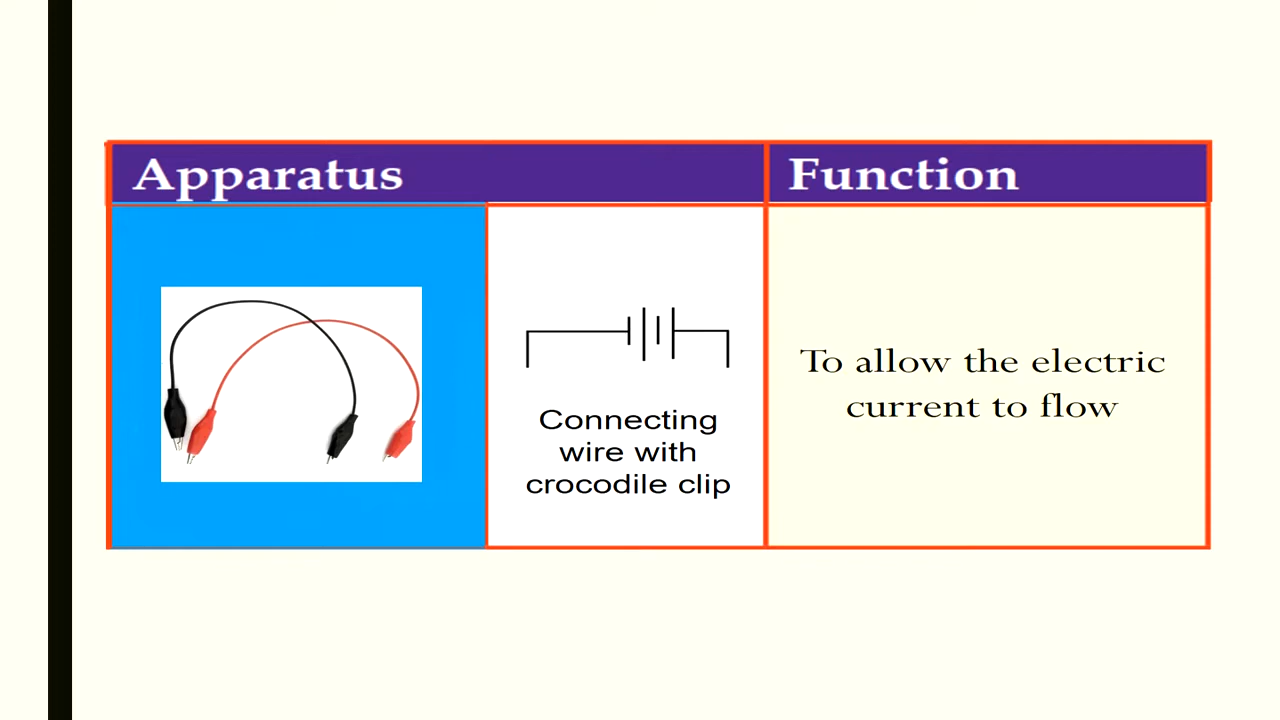 Apparatus
Function
Connecting
wire with
crocodile clip
To allow the electric
current to flow